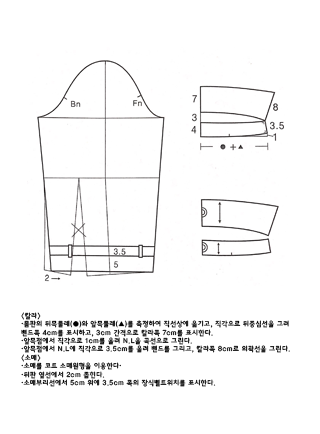 Bn
Fn
7
3
4
8
3.5
1
● + ▲
3.5
5
2→
<칼라>
·몸판의 뒤목둘레(●)와 앞목둘레(▲)를 측정하여 직선상에 옮기고, 직각으로 뒤중심선을 그려
밴드폭 4cm를 표시하고, 3cm 간격으로 칼라폭 7cm를 표시한다.
·앞목점에서 직각으로 1cm를 올려 N.L을 곡선으로 그린다.
·앞목점에서 N.L에 직각으로 3.5cm를 올려 밴드를 그리고, 칼라폭 8cm로 외곽선을 그린다.
<소매>
·소매를 코트 소매원형을 이용한다·
·뒤판 옆선에서 2cm 줄인다.
·소매부리선에서 5cm 위에 3.5cm 폭의 장식벨트위치를 표시한다.